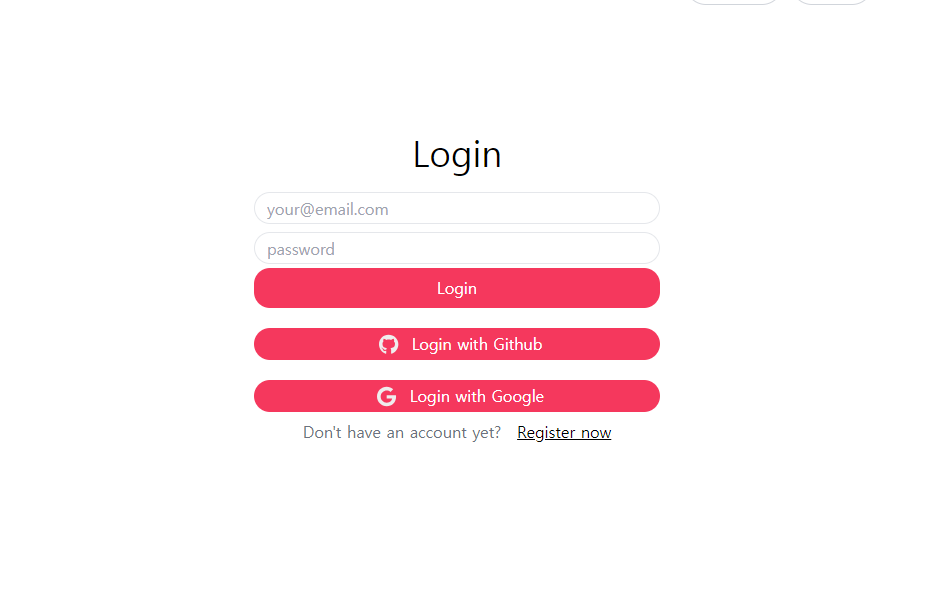 Login
your@email.com
password
Login
Login with Github
Login with Google
Don't have an account yet? Register now